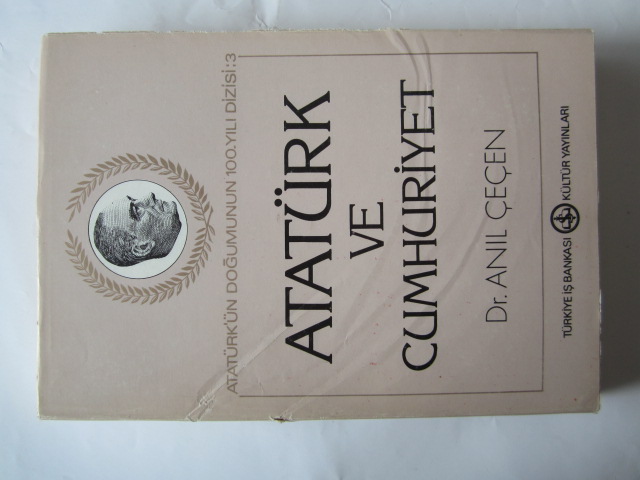 ATATÜRK'ÜN DOĞUMUNUN 100.YILI DİZİSİ:3
ATATÜRK
VE
CUMHURİYET
Dr. ANIL ÇEÇEN
TÜRKİYE İŞ BANKASI KÜLTÜR YAYINLARI